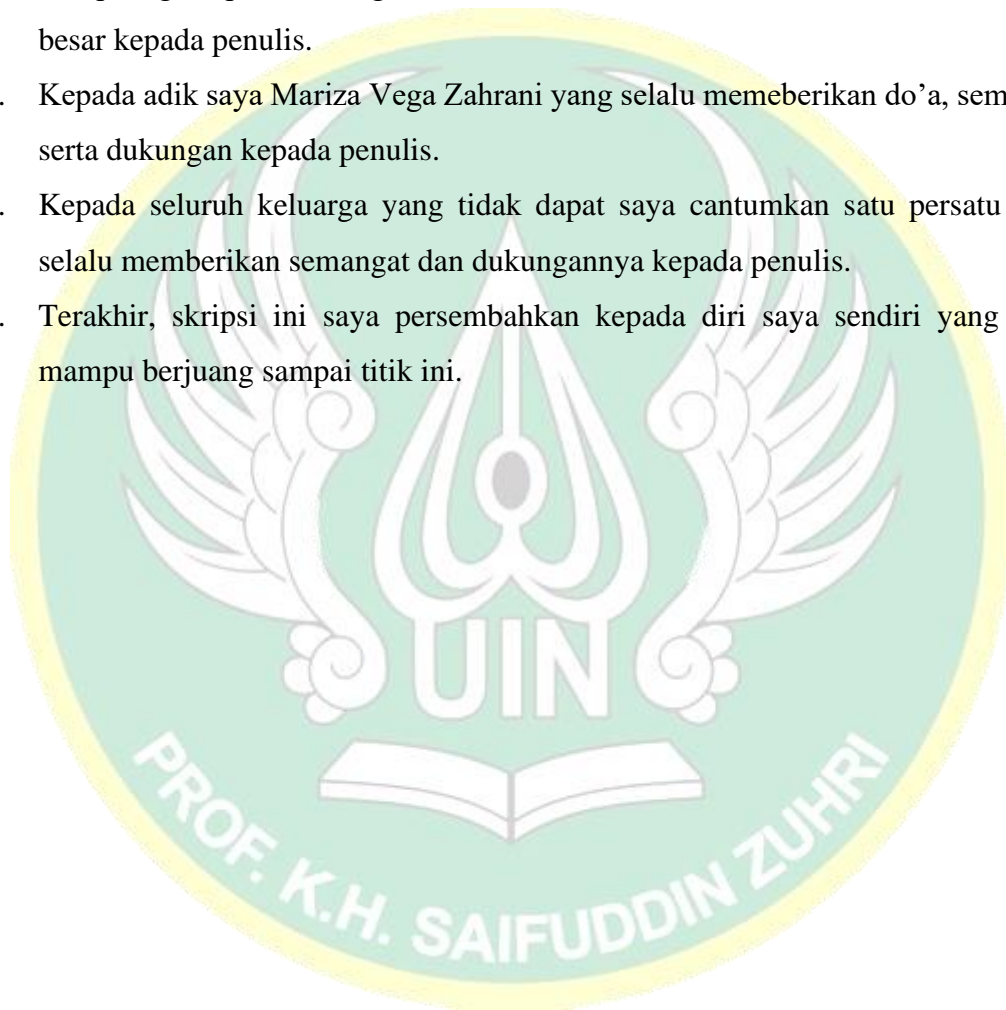 besar kepada penulis.
. Kepada adik saya Mariza Vega Zahrani yang selalu memeberikan do’a,
serta dukungan kepada penulis.
. Kepada seluruh keluarga yang tidak dapat saya cantumkan satu persatu
selalu memberikan semangat dan dukungannya kepada penulis.
. Terakhir, skripsi ini saya persembahkan kepada diri saya sendiri yang
mampu berjuang sampai titik ini.
UIN
PROF. K.H. SAIFUDDIN ZUHRI